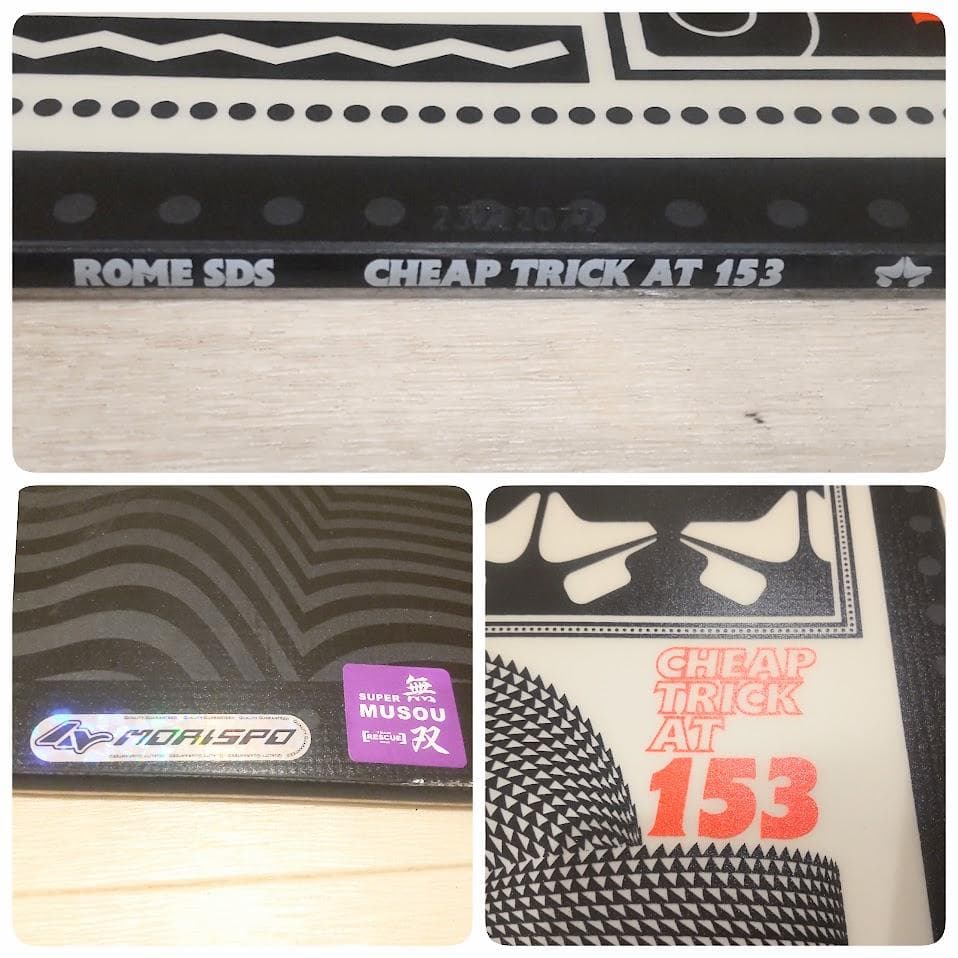 ROME SDS CHEAP TRICK AT 153
MORISPO
SUPER 無
MUSOU
[RESCUE] 双
CHEAP
TRICK
AT
153